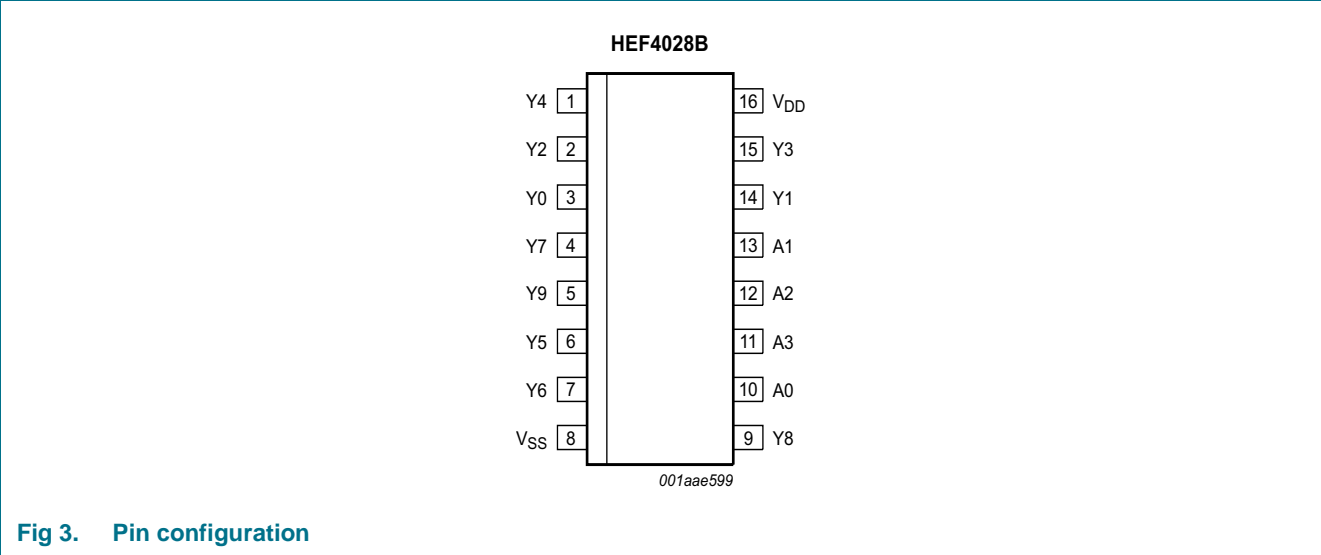 HEF4028B
Y4 1 16 VDD
Y2 2 15 Y3
Y0 3 14 Y1
Y7 4 13 A1
Y9 5 12 A2
Y5 6 11 A3
Y6 7 10 A0
VSS 8 9 Y8
001aae599
Fig 3. Pin configuration